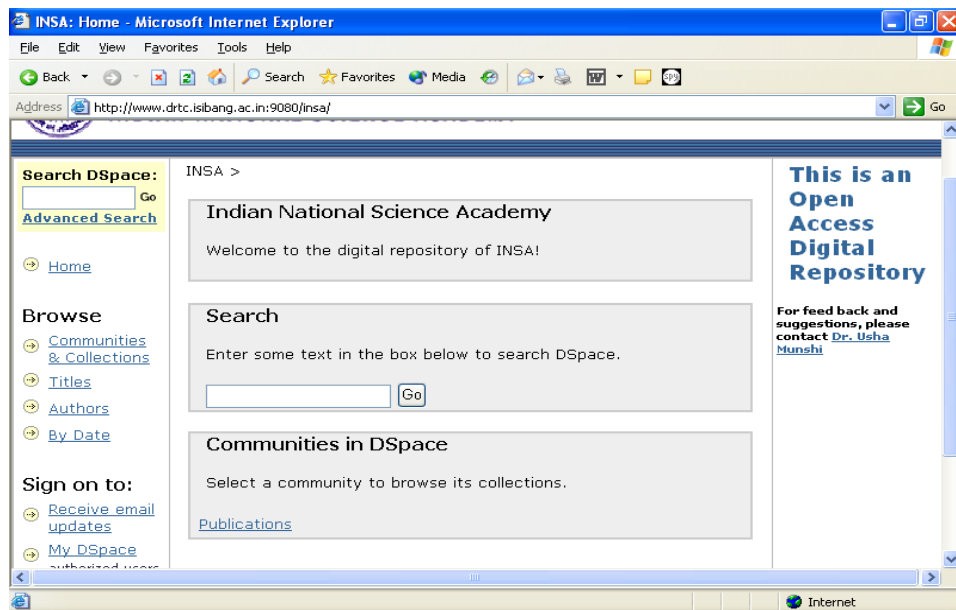 INSA: Home - Microsoft Internet Explorer
File Edit View Favorites Tools Help
Back Search Favorites Media
Address http://www.drtc.isibang.ac.in:9080/insa/ Go
Search DSpace:
Go
Advanced Search
Home
Browse
Communities
& Collections
Titles
Authors
By Date
Sign on to:
Receive email
updates
My DSpace
authorized users
INSA >
Indian National Science Academy
Welcome to the digital repository of INSA!
Search
Enter some text in the box below to search DSpace.
Go
Communities in DSpace
Select a community to browse its collections.
Publications
This is an
Open
Access
Digital
Repository
For feed back and
suggestions, please
contact Dr. Usha
Munshi
Internet